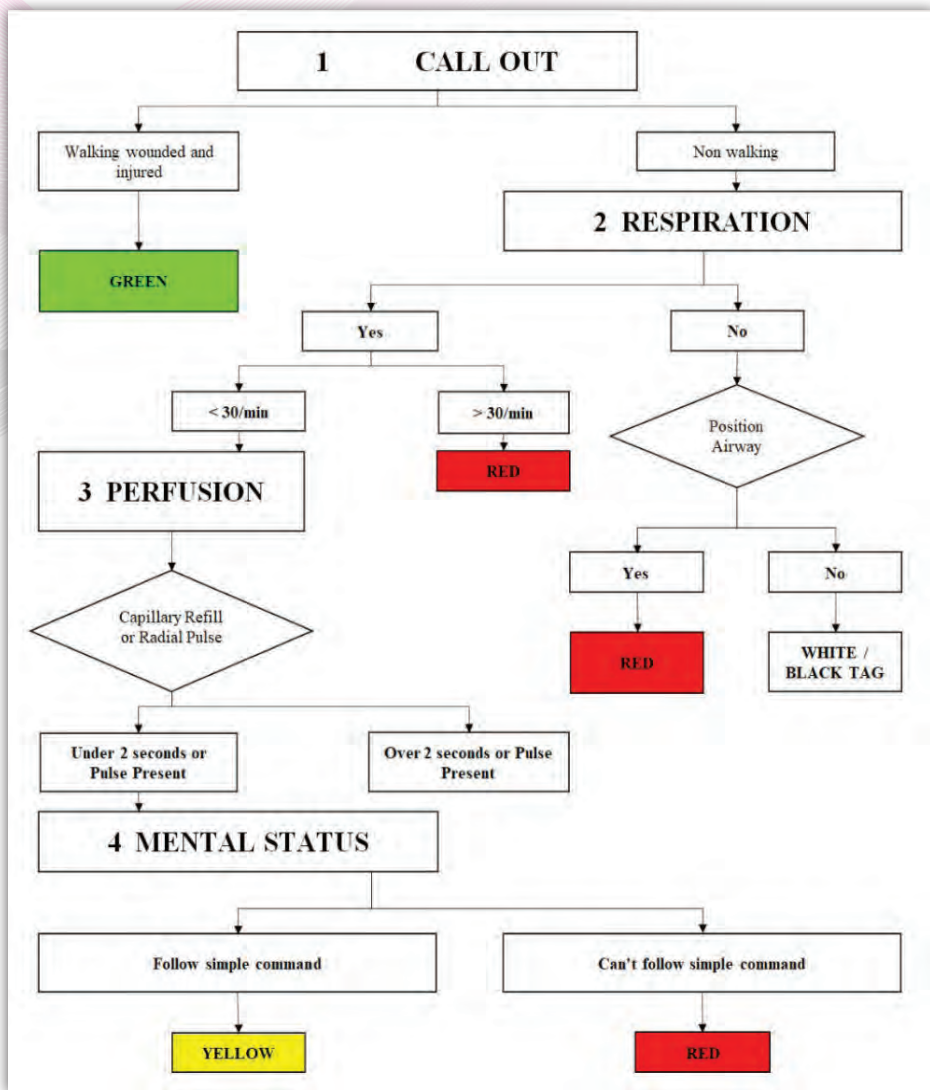 1 CALL OUT
Walking wounded and
injured
Non walking
2 RESPIRATION
GREEN
Yes
No
< 30/min
> 30/min
Position
Airway
3 PERFUSION
RED
Yes
No
Capillary Refill
or Radial Pulse
RED
WHITE /
BLACK TAG
Under 2 seconds or
Pulse Present
Over 2 seconds or Pulse
Present
4 MENTAL STATUS
Follow simple command
Can't follow simple command
YELLOW
RED